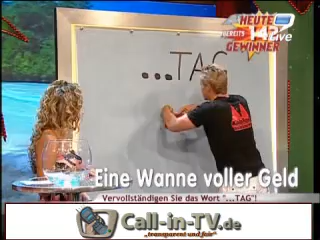 HEUTE
BEREITS 142 Live
GEWINNER
...TAG
Eine Wanne voller Geld
Vervollständigen Sie das Wort "...TAG"!
Call-in-TV.de
„transparent und fair"